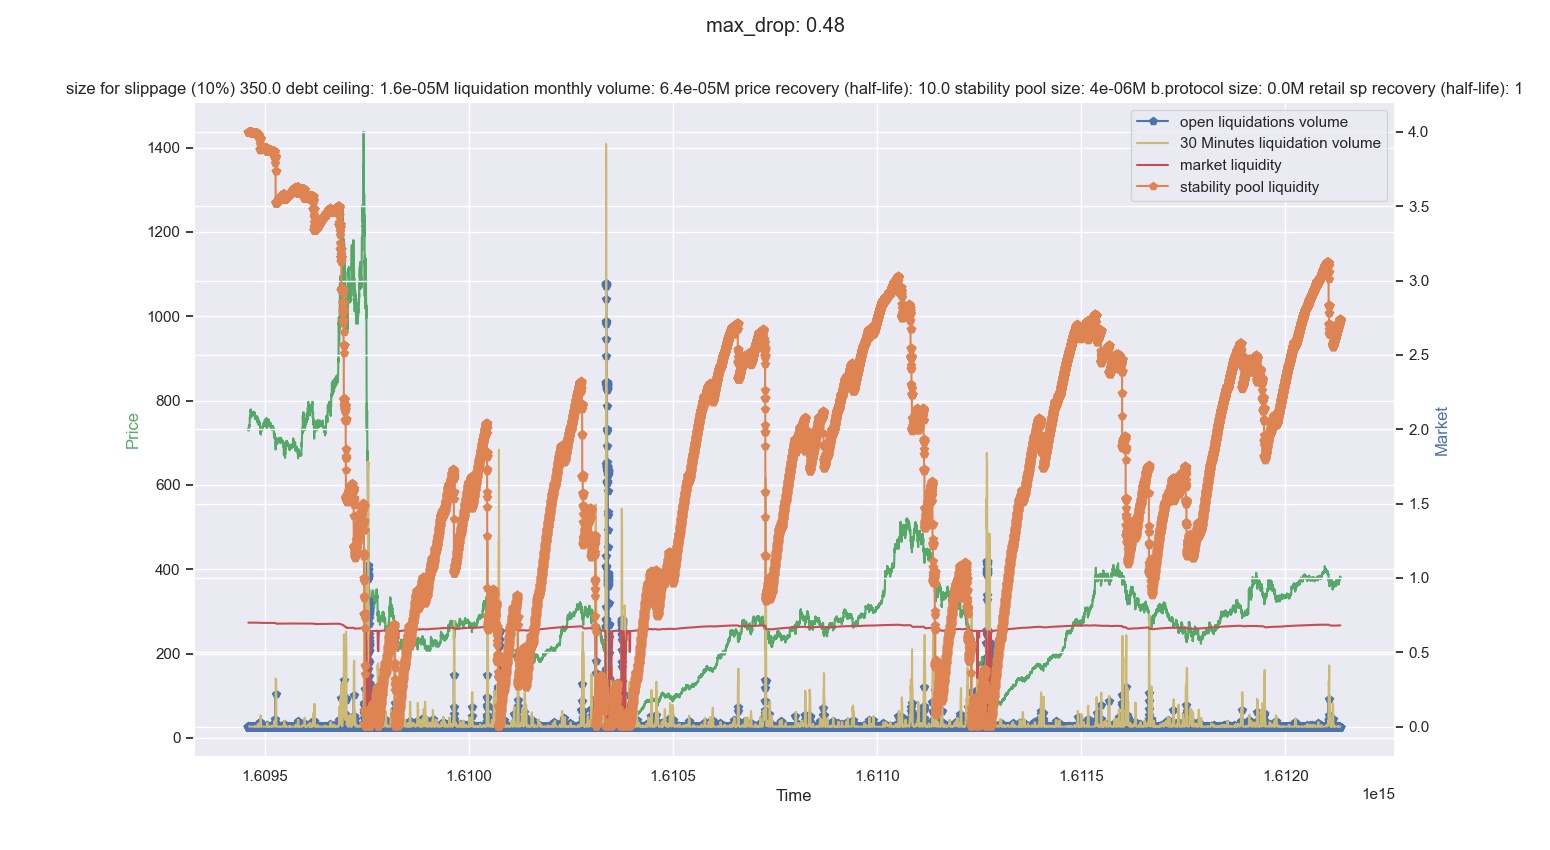 max_drop: 0.48
size for slippage (10%) 350.0 debt ceiling: 1.6e-05M liquidation monthly volume: 6.4e-05M price recovery (half-life): 10.0 stability pool size: 4e-06M b.protocol size: 0.0M retail sp recovery (half-life): 1
open liquidations volume
30 Minutes liquidation volume
market liquidity
stability pool liquidity
1400
1200
1000
800
600
400
200
0
Price
4.0
3.5
3.0
2.5
2.0
1.5
1.0
0.5
0.0
Market
1.6095 1.6100 1.6105 1.6110 1.6115 1.6120
Time
1e15